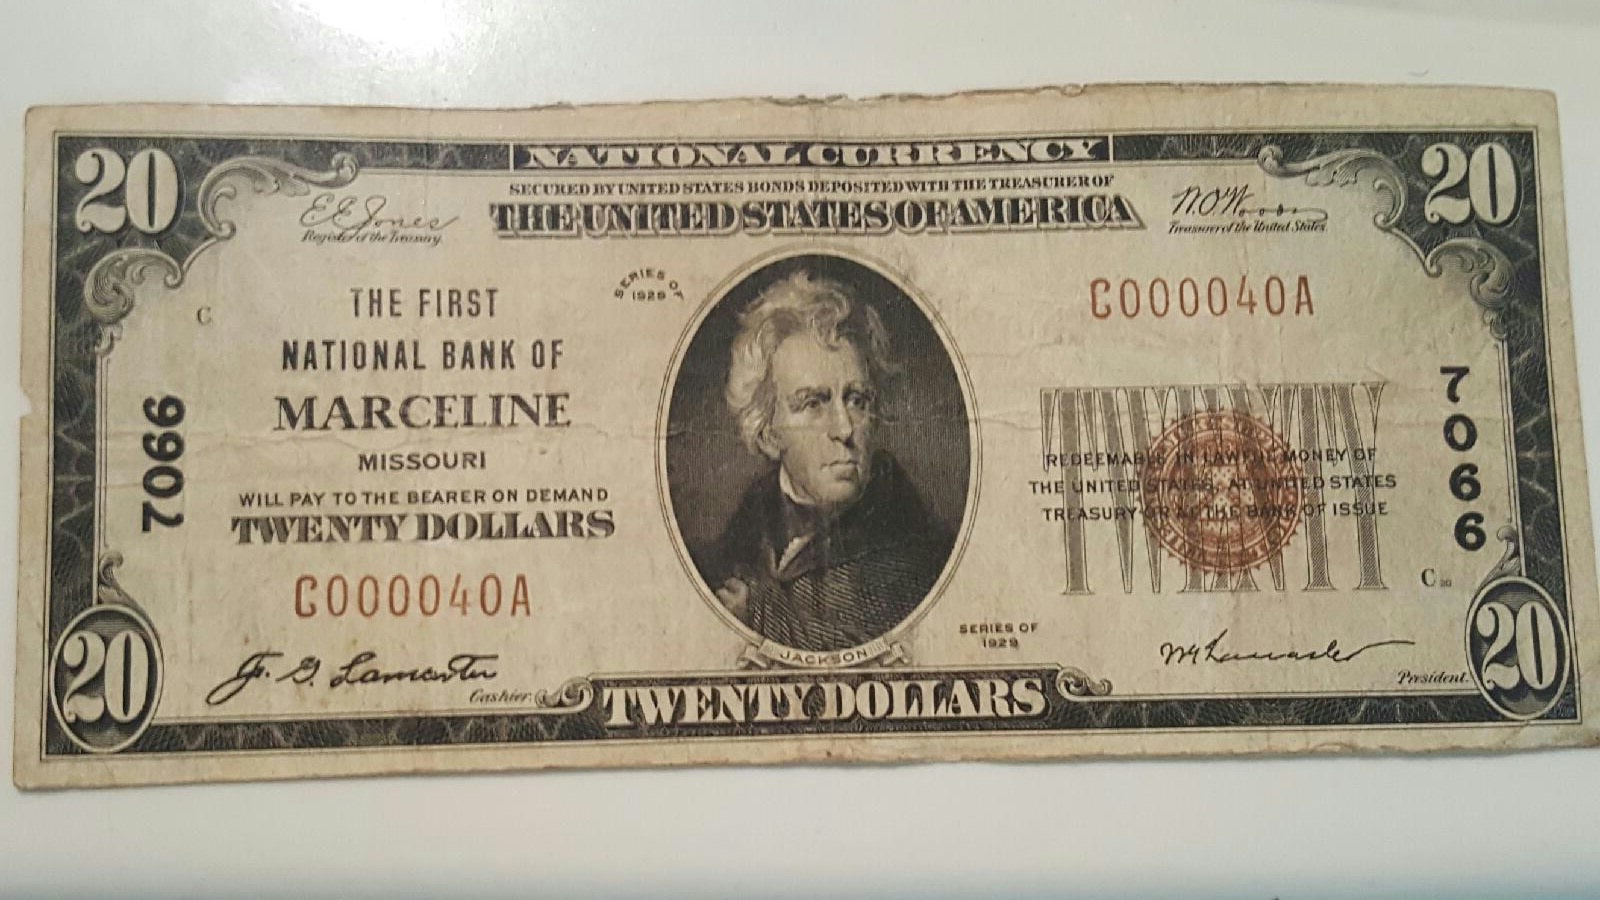 NATIONAL CURRENCY
20
20
SECURED BY UNITED STATES BONDS DEPOSITED WITH THE TREASURER OF
THE UNITED STATES OF AMERICA
E.E. Jones
Register of the Treasury.
W.O. Woods
Treasurer of the United States.
SERIES OF
1929
C
THE FIRST
NATIONAL BANK OF
MARCELINE
MISSOURI
WILL PAY TO THE BEARER ON DEMAND
TWENTY DOLLARS
7066
C000040A
C000040A
7066
TWENTY
REDEEMABLE IN LAWFUL MONEY OF
THE UNITED STATES, AT UNITED STATES
TREASURY OR AT THE BANK OF ISSUE
C
SERIES OF
1929
JACKSON
Cashier.
President.
20
TWENTY DOLLARS
20